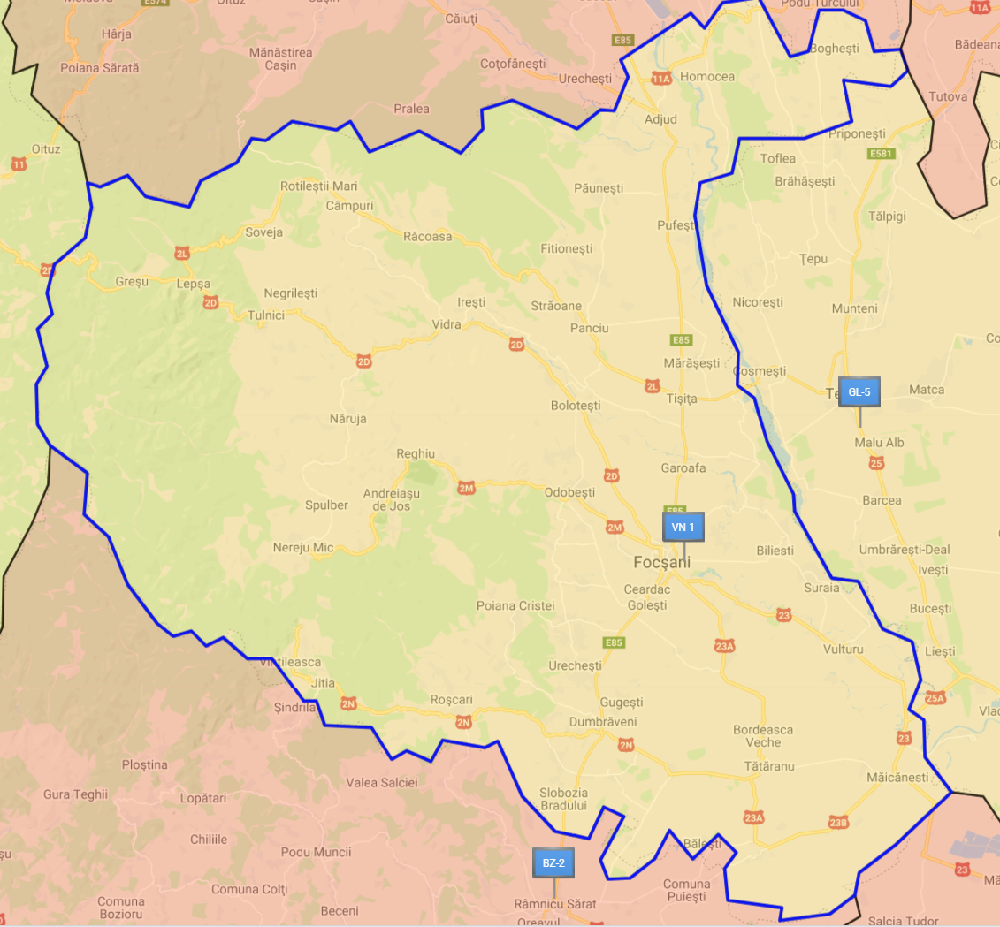 Moldova
E574
Oituz
Cașin
Căiuți
Podu Turcului
11A
Hârja
E85
Bădeana
Mănăstirea
Cașin
Boghești
Poiana Sărată
Coțofănești
Urechești
11A
Homocea
Tutova
Pralea
Adjud
Priponești
Oituz
11
E581
Toflea
Rotileștii Mari
Păunești
Brăhășești
Câmpuri
Tălpigi
Pufești
Soveja
Răcoasa
2L
Fitionești
Țepu
2D
Greșu
Lepșa
Negrilești
2D
Irești
Străoane
Nicorești
Munteni
Tulnici
Vidra
Panciu
2D
E85
2D
Mărășești
Cosmești
2L
Te
GL-5
Matca
Tișița
Bolotești
Năruja
Malu Alb
Reghiu
25
Garoafa
2D
2M
Odobești
Andreiașu
de Jos
Barcea
Spulber
E85
2M
VN-1
Nereju Mic
Biliesti
Umbrărești-Deal
Focșani
Ivești
Ceardac
Golești
Suraia
Poiana Cristei
23
Bucești
E85
23A
Vulturu
Liești
Vintileasca
Urechești
Jitia
Roșcari
25A
Șindrila
2N
Gugești
2N
Dumbrăveni
Bordeasca
Veche
23
2N
Ploștina
Tătăranu
Măicănești
Valea Salciei
Gura Teghii
Lopătari
Slobozia
Bradului
23A
23B
Chiliile
Bălești
Podu Muncii
BZ-2
23
Comuna Colți
Comuna
Puiești
Comuna
Bozioru
Beceni
Râmnicu Sărat
Oreavul
Salcia Tudor